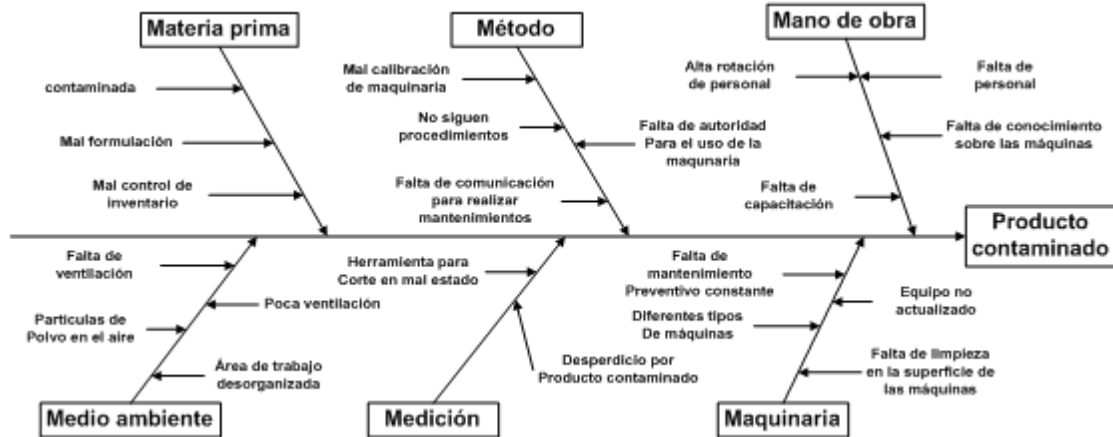 Materia prima
Método
Mano de obra
contaminada
Mal formulación
Mal control de
inventario
Mal calibración
de maquinaria
No siguen
procedimientos
Falta de autoridad
Para el uso de la
maqunaria
Falta de comunicación
para realizar
mantenimientos
Alta rotación
de personal
Falta de
personal
Falta de conocimiento
sobre las máquinas
Falta de
capacitación
Producto
contaminado
Falta de
ventilación
Poca ventilación
Partículas de
Polvo en el aire
Área de trabajo
desorganizada
Herramienta para
Corte en mal estado
Desperdicio por
Producto contaminado
Falta de
mantenimiento
Preventivo constante
Equipo no
actualizado
Diferentes tipos
De máquinas
Falta de limpieza
en la superficie de
las máquinas
Medio ambiente
Medición
Maquinaria